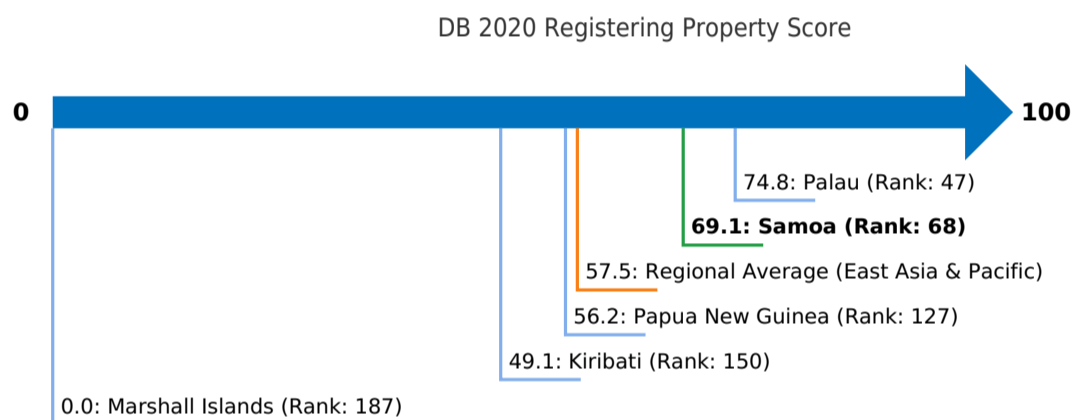 DB 2020 Registering Property Score
0
100
74.8: Palau (Rank: 47)
69.1: Samoa (Rank: 68)
57.5: Regional Average (East Asia & Pacific)
56.2: Papua New Guinea (Rank: 127)
49.1: Kiribati (Rank: 150)
0.0: Marshall Islands (Rank: 187)